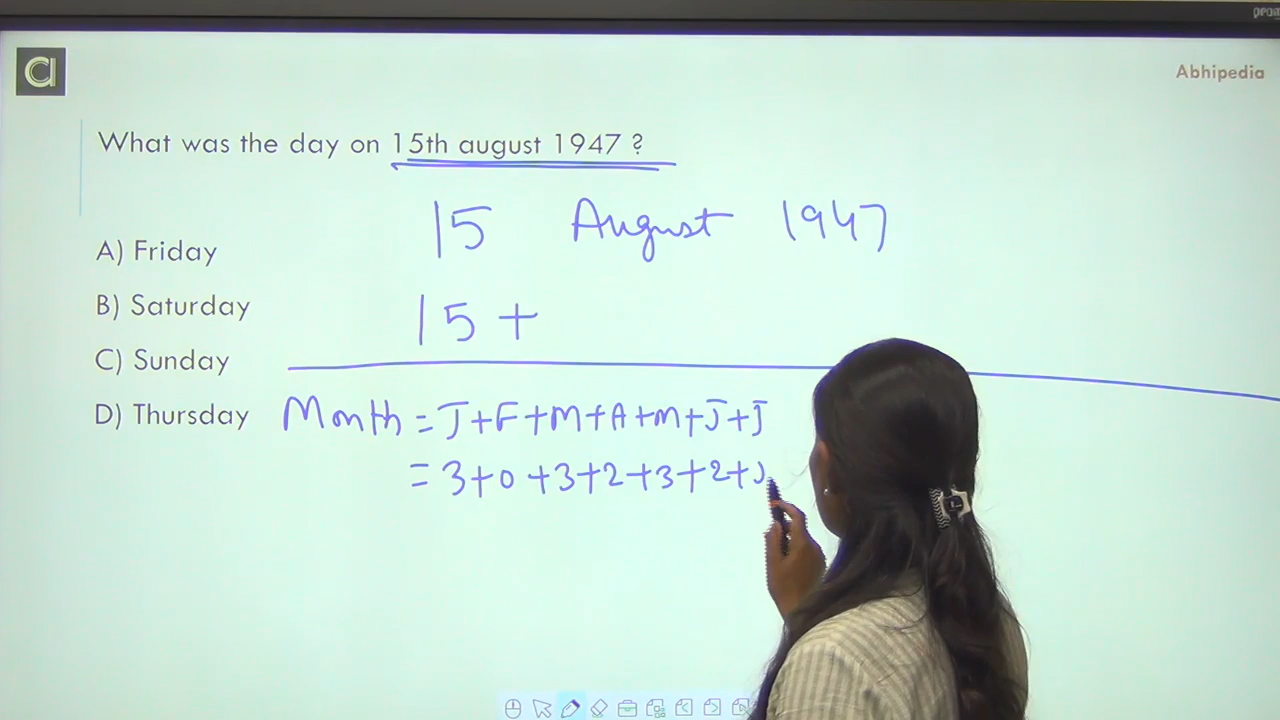 Abhipedia
What was the day on 15th august 1947 ?
15 August 1947
A) Friday
B) Saturday
15 +
C) Sunday
D) Thursday
Month = J+F+M+A+M+J+J
= 3+0+3+2+3+2+